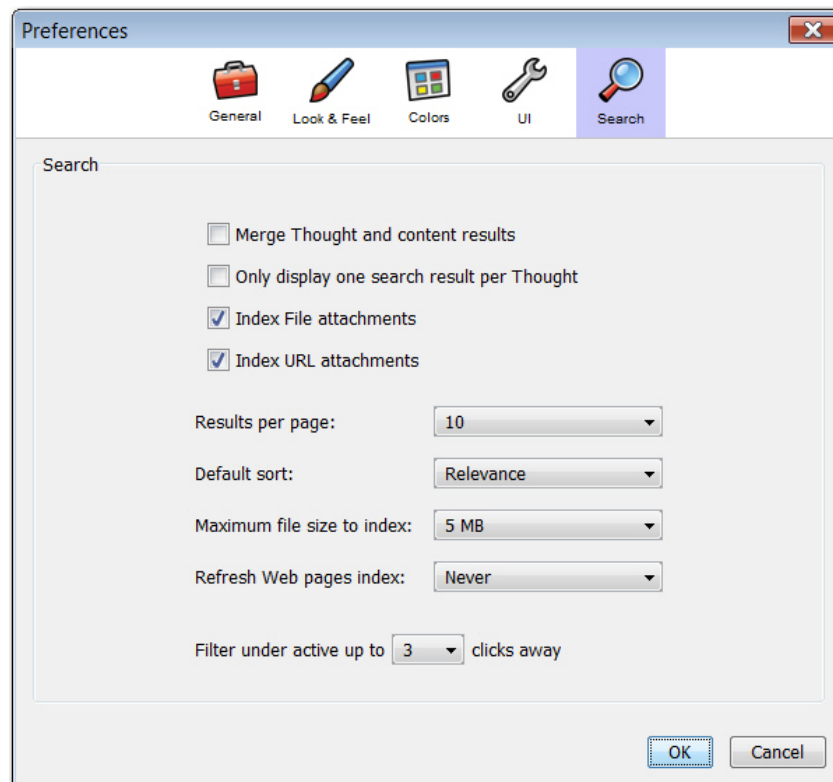 Preferences
General
Look & Feel
Colors
UI
Search
Search
Merge Thought and content results
Only display one search result per Thought
Index File attachments
Index URL attachments
Results per page: 10
Default sort: Relevance
Maximum file size to index: 5 MB
Refresh Web pages index: Never
Filter under active up to 3 clicks away
OK Cancel